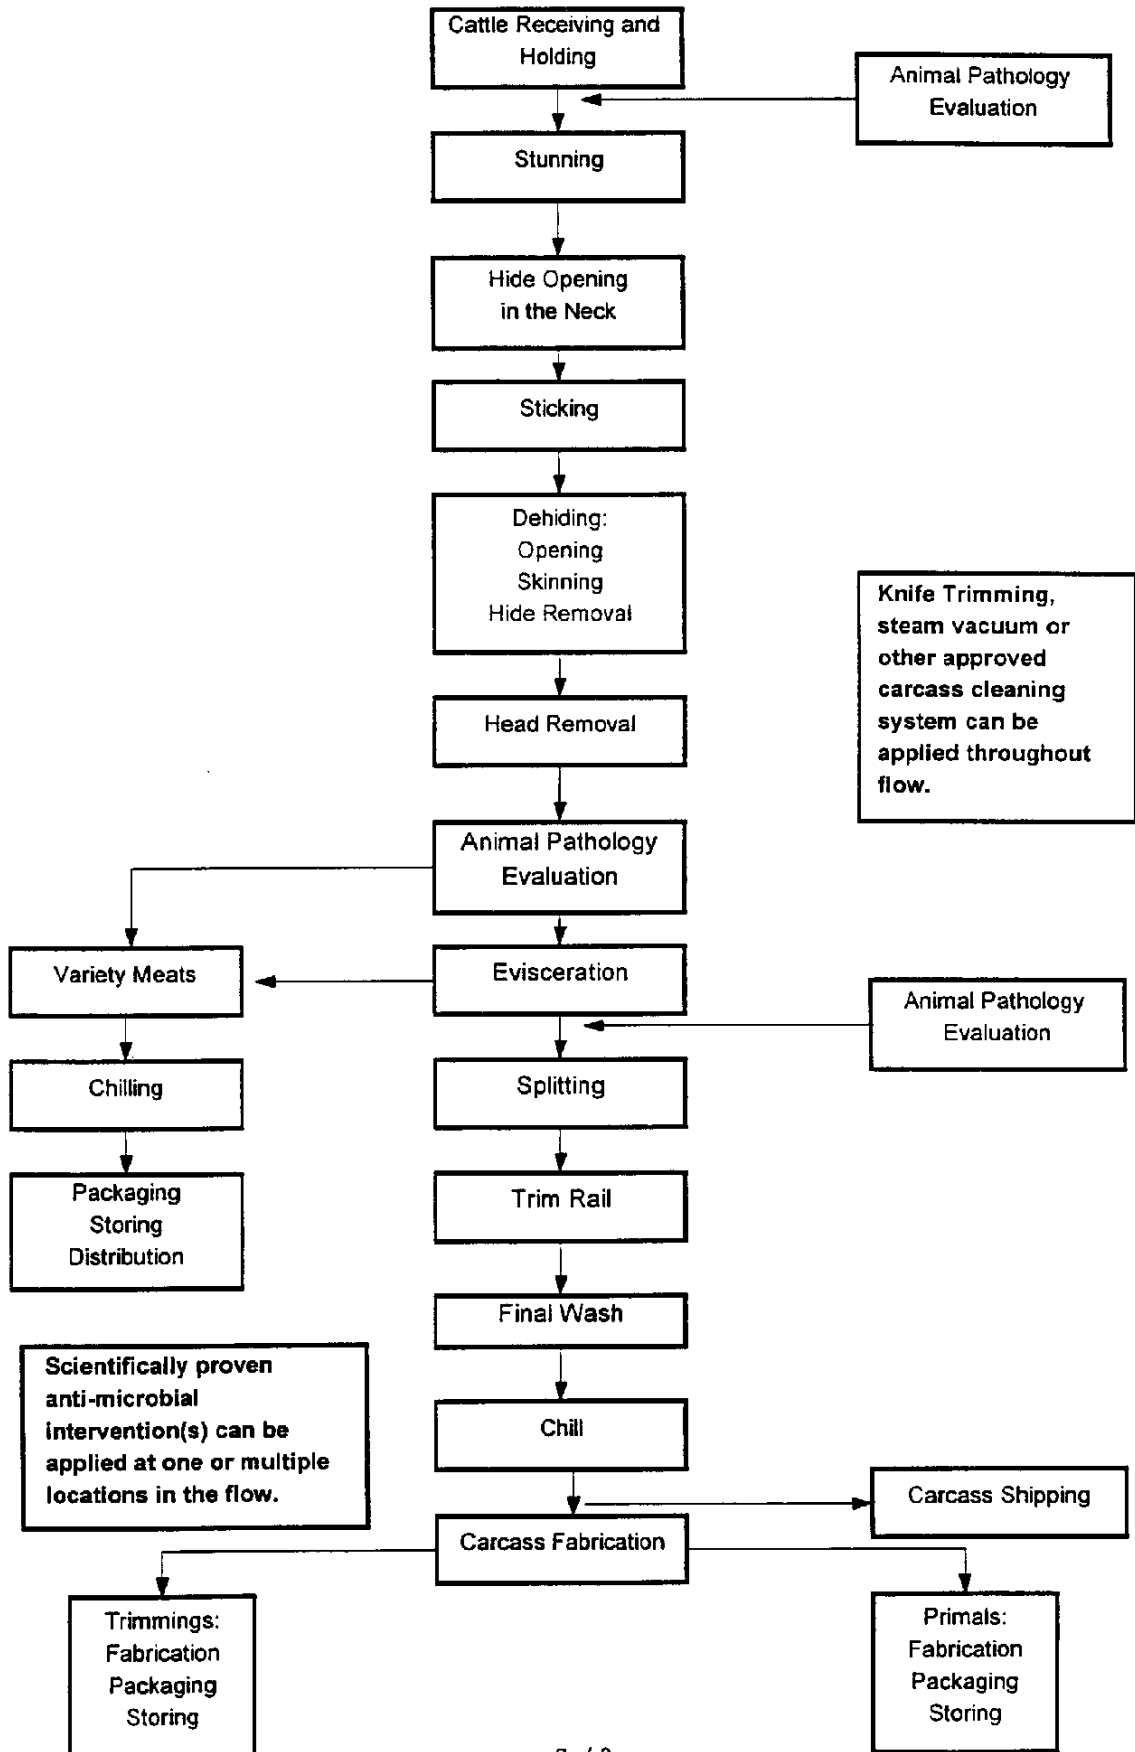 Cattle Receiving and
Holding
Animal Pathology
Evaluation
Stunning
Hide Opening
in the Neck
Sticking
Dehiding:
Opening
Skinning
Hide Removal
Knife Trimming,
steam vacuum or
other approved
carcass cleaning
system can be
applied throughout
flow.
Head Removal
Animal Pathology
Evaluation
Variety Meats
Evisceration
Animal Pathology
Evaluation
Chilling
Splitting
Packaging
Storing
Distribution
Trim Rail
Final Wash
Scientifically proven
anti-microbial
intervention(s) can be
applied at one or multiple
locations in the flow.
Chill
Carcass Shipping
Carcass Fabrication
Trimmings:
Fabrication
Packaging
Storing
Primals:
Fabrication
Packaging
Storing